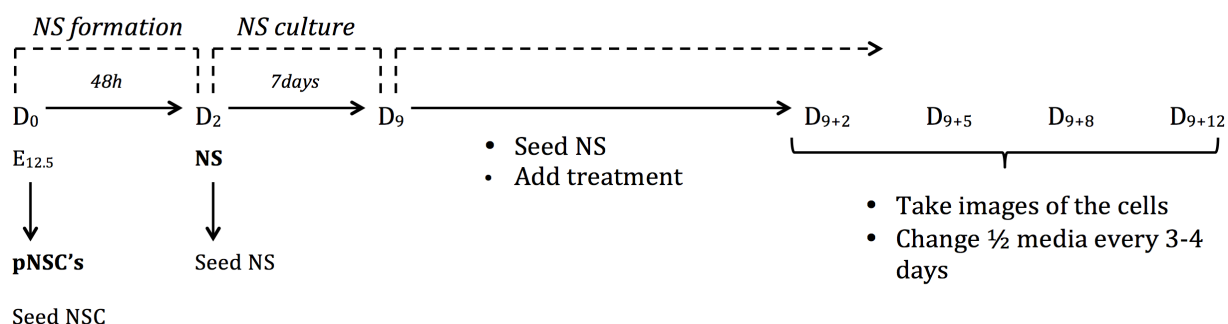 NS formation NS culture
48h 7days
D₀ D₂ D₉ D₉₊₂ D₉₊₅ D₉₊₈ D₉₊₁₂
E₁₂.₅ NS
• Seed NS
• Add treatment
• Take images of the cells
• Change ½ media every 3-4
days
pNSC's Seed NS
Seed NSC